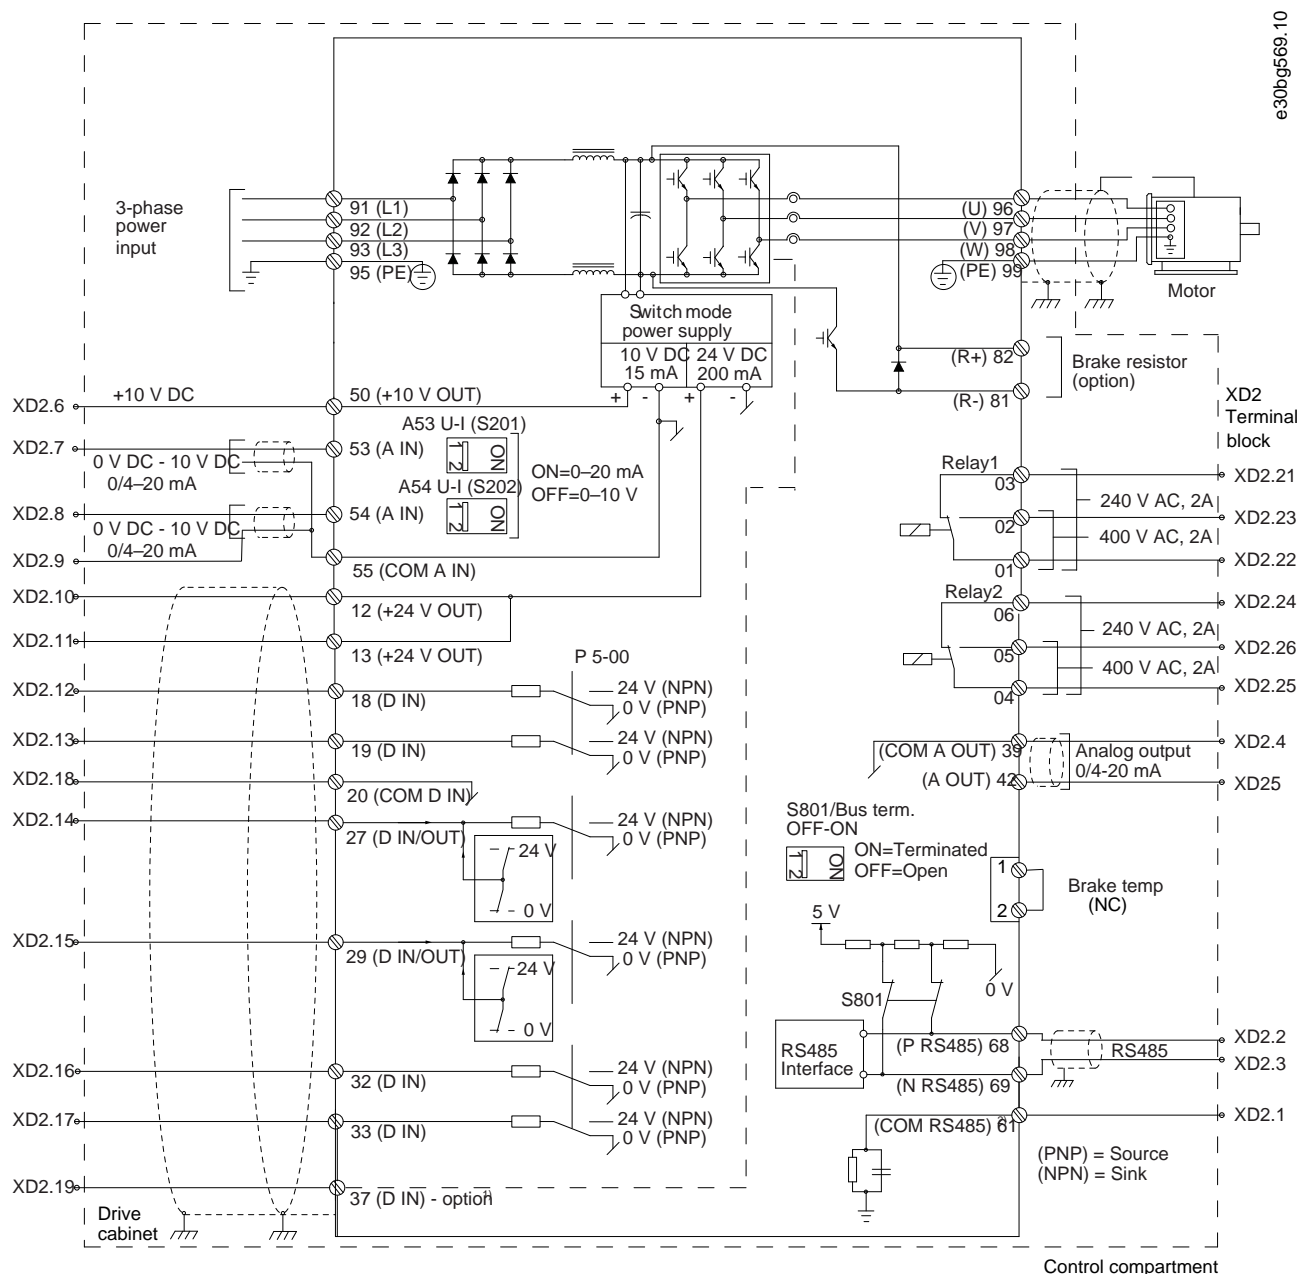 e30bg569.10
3-phase
power
input
91 (L1)
92 (L2)
93 (L3)
95 (PE)
(U) 96
(V) 97
(W) 98
(PE) 99
Motor
Switch mode
power supply
10 V DC
15 mA
24 V DC
200 mA
+ - + -
(R+) 82
(R-) 81
Brake resistor
(option)
XD2
Terminal
block
XD2.6
+10 V DC
50 (+10 V OUT)
A53 U-I (S201)
1 2
ON
XD2.7
53 (A IN)
0 V DC - 10 V DC
0/4–20 mA
ON=0–20 mA
OFF=0–10 V
A54 U-I (S202)
1 2
ON
XD2.8
54 (A IN)
0 V DC - 10 V DC
0/4–20 mA
XD2.9
55 (COM A IN)
XD2.10
12 (+24 V OUT)
XD2.11
13 (+24 V OUT)
P 5-00
XD2.12
18 (D IN)
24 V (NPN)
0 V (PNP)
XD2.13
19 (D IN)
24 V (NPN)
0 V (PNP)
XD2.18
20 (COM D IN)
XD2.14
27 (D IN/OUT)
24 V (NPN)
0 V (PNP)
24 V
0 V
XD2.15
29 (D IN/OUT)
24 V (NPN)
0 V (PNP)
24 V
0 V
XD2.16
32 (D IN)
24 V (NPN)
0 V (PNP)
XD2.17
33 (D IN)
24 V (NPN)
0 V (PNP)
XD2.19
37 (D IN) - option 1)
Drive
cabinet
Relay1
03
02
01
240 V AC, 2A
400 V AC, 2A
XD2.21
XD2.23
XD2.22
Relay2
06
05
04
240 V AC, 2A
400 V AC, 2A
XD2.24
XD2.26
XD2.25
(COM A OUT) 39
(A OUT) 42
Analog output
0/4-20 mA
XD2.4
XD25
S801/Bus term.
OFF-ON
1 2
ON
ON=Terminated
OFF=Open
1
2
Brake temp
(NC)
5 V
S801
0 V
RS485
Interface
(P RS485) 68
(N RS485) 69
(COM RS485) 61 2)
RS485
XD2.2
XD2.3
XD2.1
(PNP) = Source
(NPN) = Sink
Control compartment